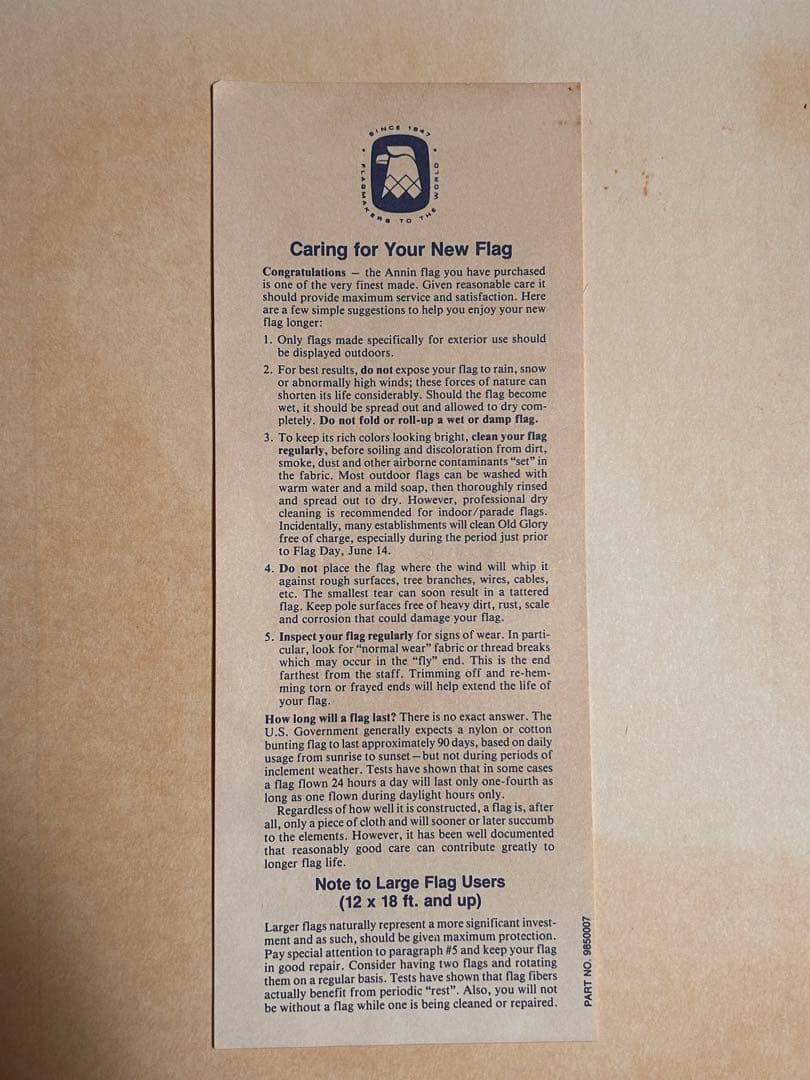 SINCE 1847
FLAGMAKERS TO THE WORLD
Caring for Your New Flag
Congratulations — the Annin flag you have purchased
is one of the very finest made. Given reasonable care it
should provide maximum service and satisfaction. Here
are a few simple suggestions to help you enjoy your new
flag longer:
1. Only flags made specifically for exterior use should
be displayed outdoors.
2. For best results, do not expose your flag to rain, snow
or abnormally high winds; these forces of nature can
shorten its life considerably. Should the flag become
wet, it should be spread out and allowed to dry com-
pletely. Do not fold or roll-up a wet or damp flag.
3. To keep its rich colors looking bright, clean your flag
regularly, before soiling and discoloration from dirt,
smoke, dust and other airborne contaminants “set” in
the fabric. Most outdoor flags can be washed with
warm water and a mild soap, then thoroughly rinsed
and spread out to dry. However, professional dry
cleaning is recommended for indoor/parade flags.
Incidentally, many establishments will clean Old Glory
free of charge, especially during the period just prior
to Flag Day, June 14.
4. Do not place the flag where the wind will whip it
against rough surfaces, tree branches, wires, cables,
etc. The smallest tear can soon result in a tattered
flag. Keep pole surfaces free of heavy dirt, rust, scale
and corrosion that could damage your flag.
5. Inspect your flag regularly for signs of wear. In parti-
cular, look for “normal wear” fabric or thread breaks
which may occur in the “fly” end. This is the end
farthest from the staff. Trimming off and re-hem-
ming torn or frayed ends will help extend the life of
your flag.
How long will a flag last? There is no exact answer. The
U.S. Government generally expects a nylon or cotton
bunting flag to last approximately 90 days, based on daily
usage from sunrise to sunset — but not during periods of
inclement weather. Tests have shown that in some cases
a flag flown 24 hours a day will last only one-fourth as
long as one flown during daylight hours only.
Regardless of how well it is constructed, a flag is, after
all, only a piece of cloth and will sooner or later succumb
to the elements. However, it has been well documented
that reasonably good care can contribute greatly to
longer flag life.
Note to Large Flag Users
(12 x 18 ft. and up)
Larger flags naturally represent a more significant invest-
ment and as such, should be given maximum protection.
Pay special attention to paragraph #5 and keep your flag
in good repair. Consider having two flags and rotating
them on a regular basis. Tests have shown that flag fibers
actually benefit from periodic “rest”. Also, you will not
be without a flag while one is being cleaned or repaired.
PART NO. 9850007